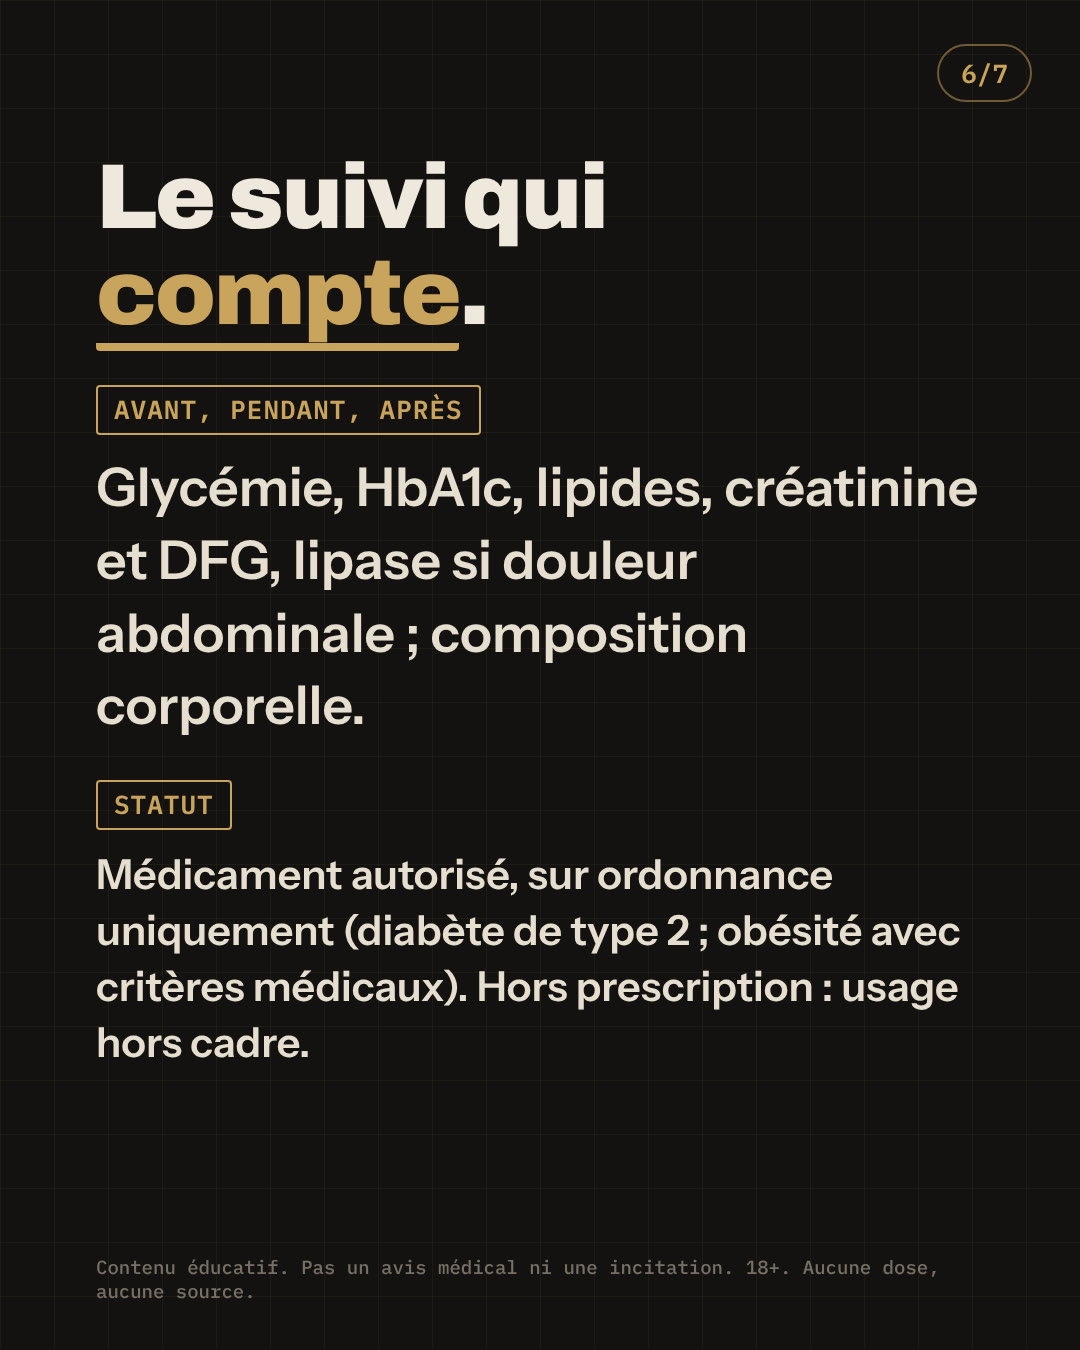 6/7
Le suivi qui
compte.
AVANT, PENDANT, APRÈS
Glycémie, HbA1c, lipides, créatinine
et DFG, lipase si douleur
abdominale ; composition
corporelle.
STATUT
Médicament autorisé, sur ordonnance
uniquement (diabète de type 2 ; obésité avec
critères médicaux). Hors prescription : usage
hors cadre.
Contenu éducatif. Pas un avis médical ni une incitation. 18+. Aucune dose,
aucune source.